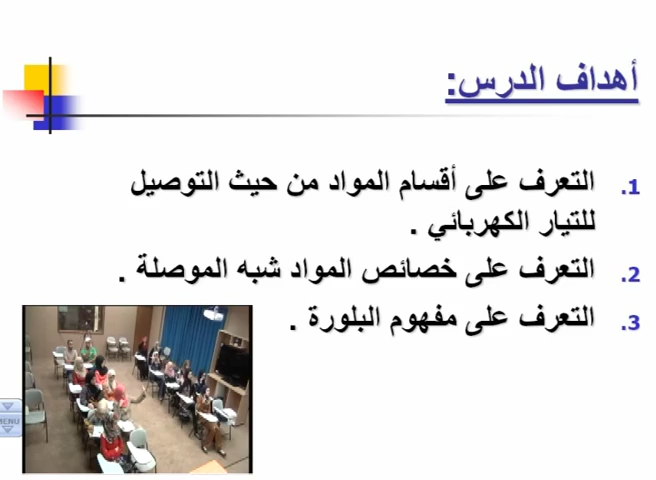 أهداف الدرس:
1. التعرف على أقسام المواد من حيث التوصيل
للتيار الكهربائي .
2. التعرف على خصائص المواد شبه الموصلة .
3. التعرف على مفهوم البلورة .
MENU